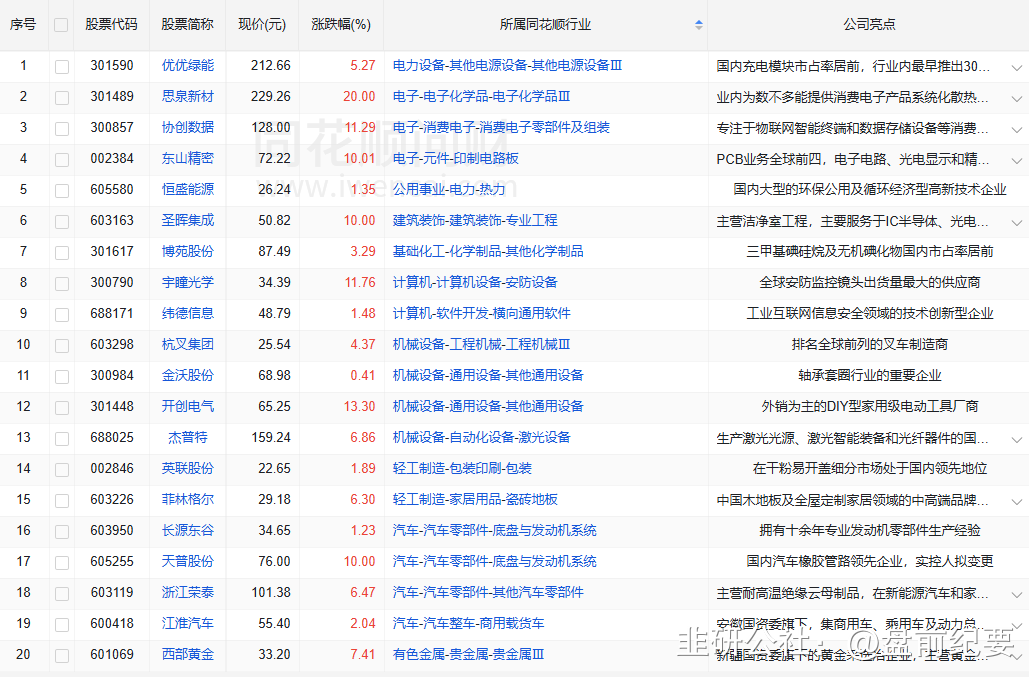 序号 股票代码 股票简称 现价(元) 涨跌幅(%) 所属同花顺行业 公司亮点
1 301590 优优绿能 212.66 5.27 电力设备-其他电源设备-其他电源设备III 国内充电模块市占率居前，行业内最早推出30...
2 301489 思泉新材 229.26 20.00 电子-电子化学品-电子化学品III 业内为数不多能提供消费电子产品系统化散热...
3 300857 协创数据 128.00 11.29 电子-消费电子-消费电子零部件及组装 专注于物联网智能终端和数据存储设备等消费...
4 002384 东山精密 72.22 10.01 电子-元件-印制电路板 PCB业务全球前四，电子电路、光电显示和精...
5 605580 恒盛能源 26.24 1.35 公用事业-电力-热力 国内大型的环保公用及循环经济型高新技术企业
6 603163 圣晖集成 50.82 10.00 建筑装饰-建筑装饰-专业工程 主营洁净室工程，主要服务于IC半导体、光电...
7 301617 博苑股份 87.49 3.29 基础化工-化学制品-其他化学制品 三甲基碘硅烷及无机碘化物国内市占率居前
8 300790 宇瞳光学 34.39 11.76 计算机-计算机设备-安防设备 全球安防监控镜头出货量最大的供应商
9 688171 纬德信息 48.79 1.48 计算机-软件开发-横向通用软件 工业互联网信息安全领域的技术创新型企业
10 603298 杭叉集团 25.54 4.37 机械设备-工程机械-工程机械III 排名全球前列的叉车制造商
11 300984 金沃股份 68.98 0.41 机械设备-通用设备-其他通用设备 轴承套圈行业的重要企业
12 301448 开创电气 65.25 13.30 机械设备-通用设备-其他通用设备 外销为主的DIY型家用级电动工具厂商
13 688025 杰普特 159.24 6.86 机械设备-自动化设备-激光设备 生产激光光源、激光智能装备和光纤器件的国...
14 002846 英联股份 22.65 1.89 轻工制造-包装印刷-包装 在干粉易开盖细分市场处于国内领先地位
15 603226 菲林格尔 29.18 6.30 轻工制造-家居用品-瓷砖地板 中国木地板及全屋定制家居领域的中高端品牌...
16 603950 长源东谷 34.65 1.23 汽车-汽车零部件-底盘与发动机系统 拥有十余年专业发动机零部件生产经验
17 605255 天普股份 76.00 10.00 汽车-汽车零部件-底盘与发动机系统 国内汽车橡胶管路领先企业，实控人拟变更
18 603119 浙江荣泰 101.38 6.47 汽车-汽车零部件-其他汽车零部件 主营耐高温绝缘云母制品，在新能源汽车和家...
19 600418 江淮汽车 55.40 2.04 汽车-汽车整车-商用载货车 安徽国资委旗下，集商用车、乘用车及动力总...
20 601069 西部黄金 33.20 7.41 有色金属-贵金属-贵金属III 新疆国资委旗下的黄金采选冶企业，主营黄金...
韭研公社：@盘前纪要